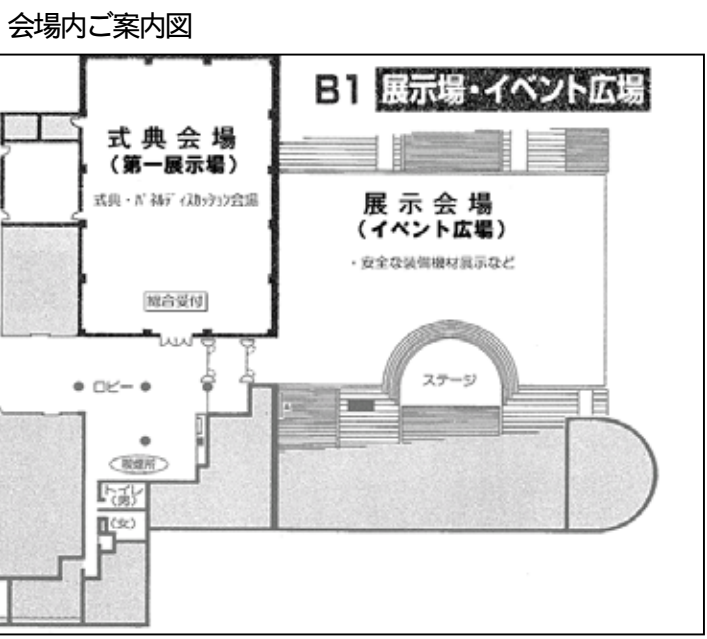 会場内ご案内図
B1 展示場・イベント広場
式典会場
（第一展示場）
式典・ﾊﾟﾈﾙﾃﾞｨｽｶｯｼｮﾝ会場
展示会場
（イベント広場）
・安全な装備機材展示など
総合受付
ステージ
ロビー
喫煙所
トイレ
（男）
（女）